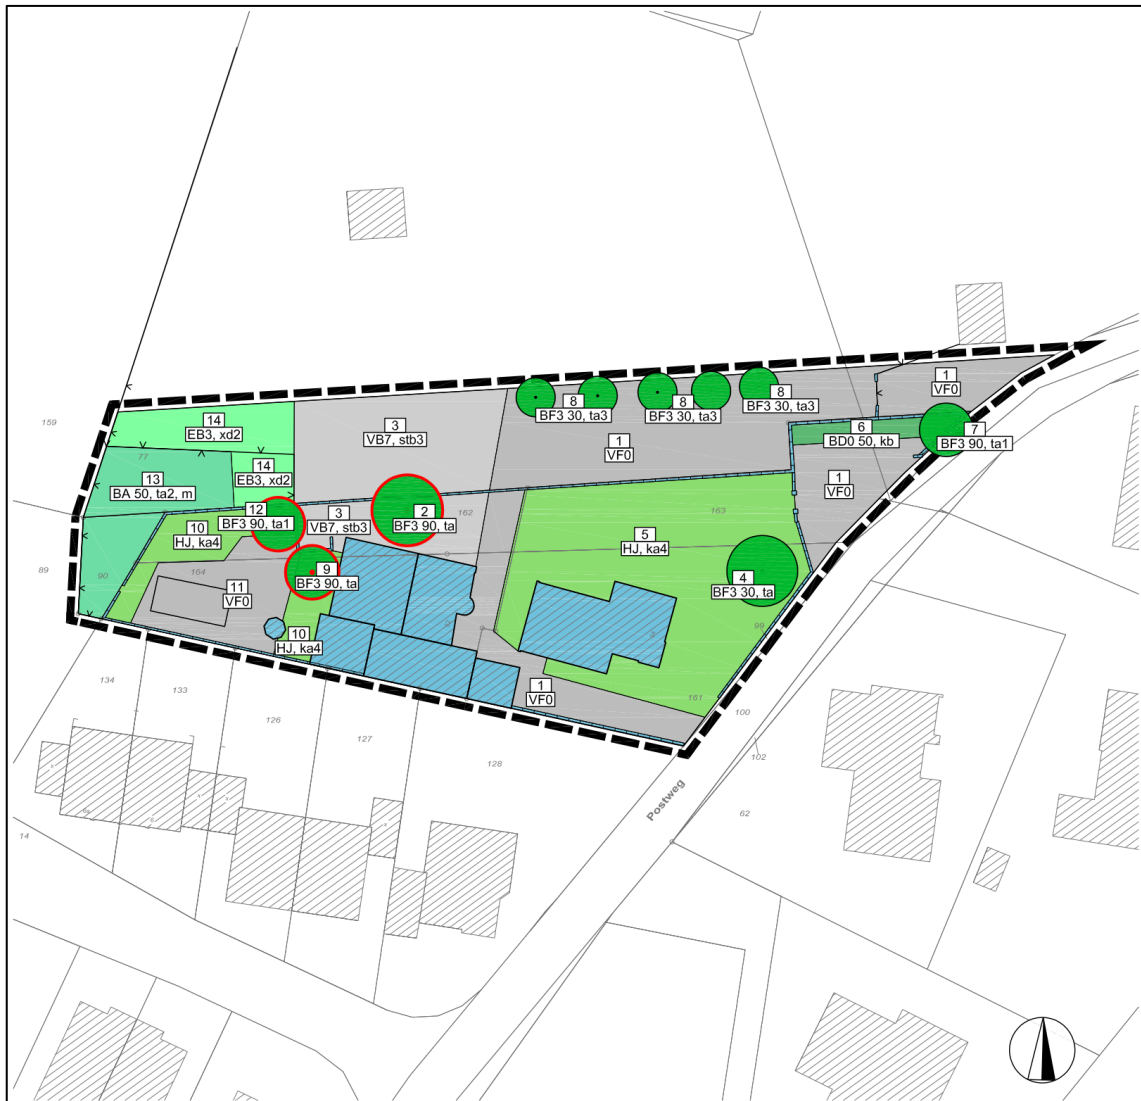 159
1
VF0
8
BF3 30, ta3
8
BF3 30, ta3
8
BF3 30, ta3
14
EB3, xd2
3
VB7, stb3
1
VF0
6
BD0 50, kb
7
BF3 90, ta1
77
13
BA 50, ta2, m
14
EB3, xd2
1
VF0
12
BF3 90, ta1
3
VB7, stb3
2
BF3 90, ta
162
163
10
HJ, ka4
5
HJ, ka4
89
90
164
11
VF0
9
BF3 90, ta
4
BF3 30, ta
10
HJ, ka4
3
99
1
VF0
161
100
134
133
126
127
128
102
62
Postweg
14